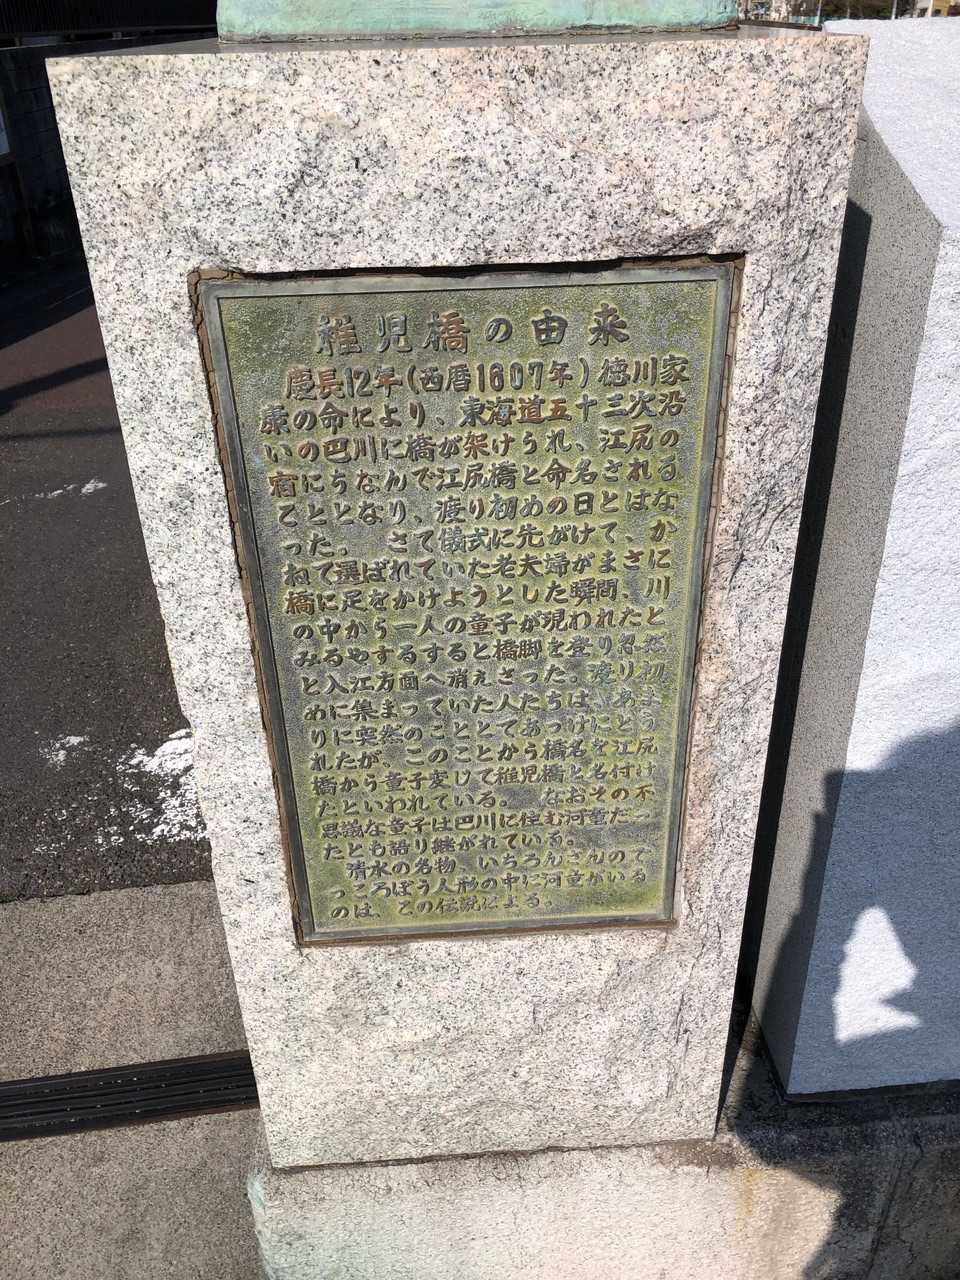 稚児橋の由来
慶長12年(西暦1607年)徳川家
康の命により、東海道五十三次沿
いの巴川に橋が架けられ、江尻の
宿にちなんで江尻橋と命名される
こととなり、渡り初めの日とはな
った。 さて儀式に先がけて、か
ねて選ばれていた老夫婦がまさに
橋に足をかけようとした瞬間、川
の中から一人の童子が現われたと
みるやするすると橋脚を登り忽然
と入江方面へ消えさった。渡り初
めに集まっていた人たちは、あま
りに突然のこととてあっけにとら
れたが、このことから橋名を江尻
橋から童子変じて稚児橋と名付け
たといわれている。 なおその不
思議な童子は巴川に住む河童だっ
たとも語り継がれている。
清水の名物、いちろんさんので
っころぼう人形の中に河童がいる
のは、この伝説による。